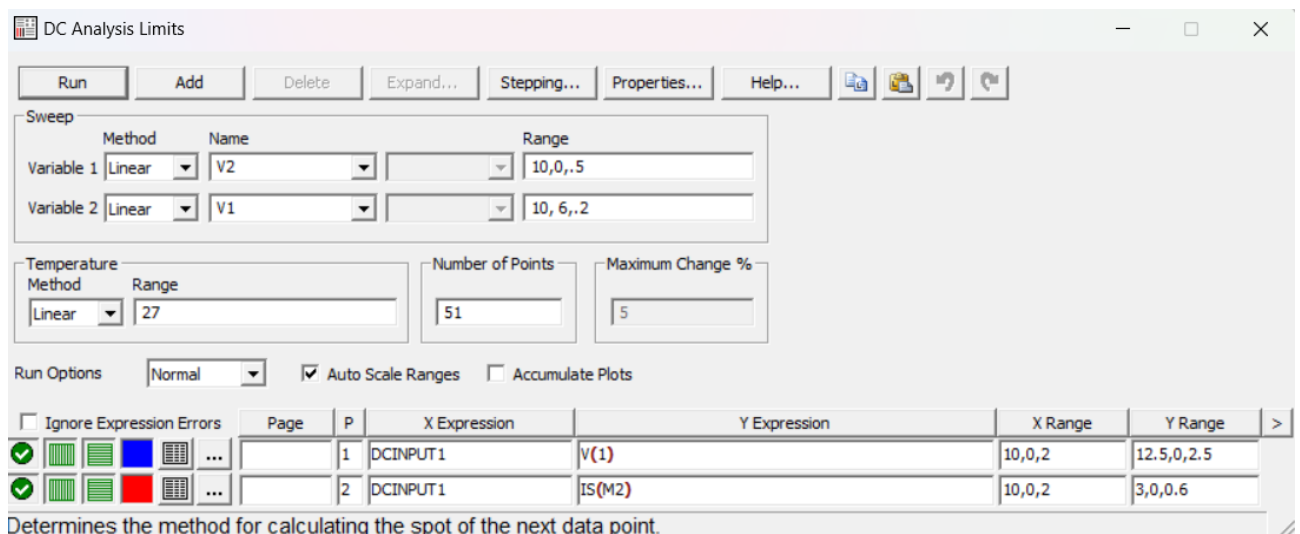 DC Analysis Limits
Run Add Delete Expand... Stepping... Properties... Help...
Sweep
Method Name Range
Variable 1 Linear V2 10,0,.5
Variable 2 Linear V1 10, 6,.2
Temperature Number of Points Maximum Change %
Method Range
Linear 27 51 5
Run Options Normal Auto Scale Ranges Accumulate Plots
Ignore Expression Errors Page P X Expression Y Expression X Range Y Range >
... 1 DCINPUT1 V(1) 10,0,2 12.5,0,2.5
... 2 DCINPUT1 IS(M2) 10,0,2 3,0,0.6
Determines the method for calculating the spot of the next data point.